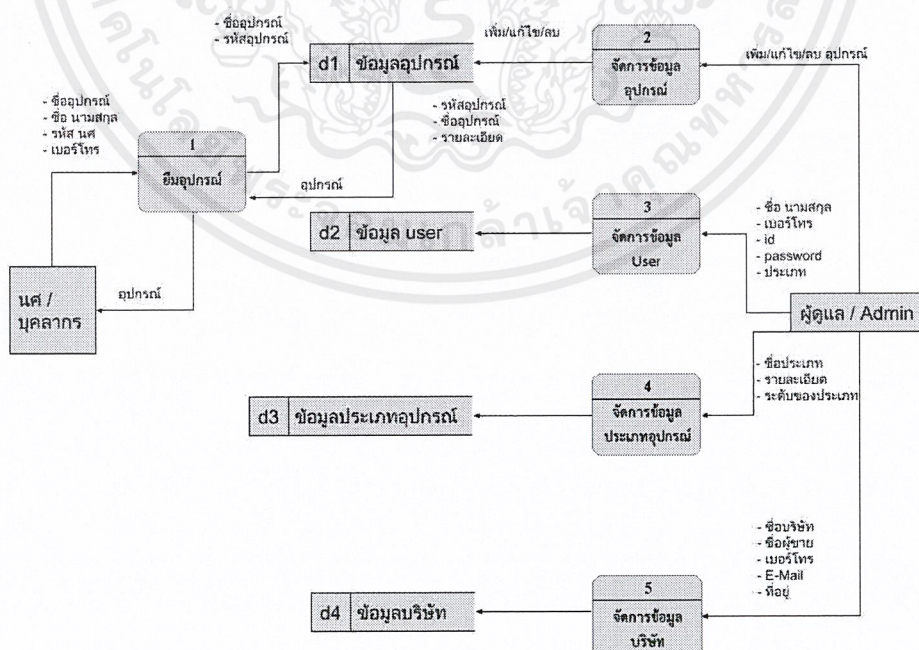 - ชื่ออุปกรณ์
- รหัสอุปกรณ์
d1 ข้อมูลอุปกรณ์
เพิ่ม/แก้ไข/ลบ
2
จัดการข้อมูล
อุปกรณ์
เพิ่ม/แก้ไข/ลบ อุปกรณ์
- ชื่ออุปกรณ์
- ชื่อ นามสกุล
- รหัส นศ
- เบอร์โทร
1
ยืมอุปกรณ์
- รหัสอุปกรณ์
- ชื่ออุปกรณ์
- รายละเอียด
อุปกรณ์
d2 ข้อมูล user
3
จัดการข้อมูล
User
- ชื่อ นามสกุล
- เบอร์โทร
- id
- password
- ประเภท
นศ /
บุคลากร
อุปกรณ์
ผู้ดูแล / Admin
d3 ข้อมูลประเภทอุปกรณ์
4
จัดการข้อมูล
ประเภทอุปกรณ์
- ชื่อประเภท
- รายละเอียด
- ระดับของประเภท
d4 ข้อมูลบริษัท
5
จัดการข้อมูล
บริษัท
- ชื่อบริษัท
- ชื่อผู้ขาย
- เบอร์โทร
- E-Mail
- ที่อยู่